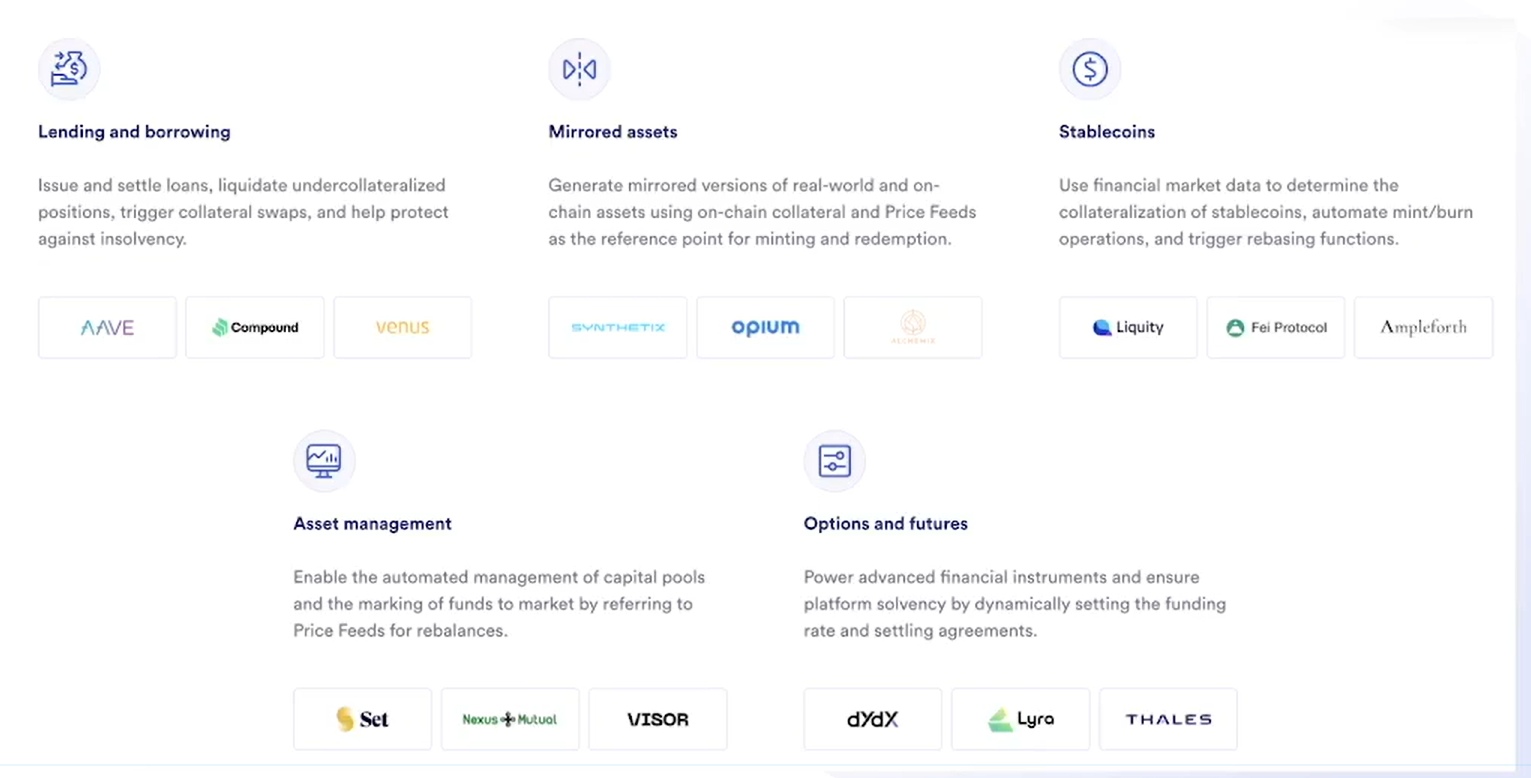 Lending and borrowing
Issue and settle loans, liquidate undercollateralized
positions, trigger collateral swaps, and help protect
against insolvency.
AAVE
Compound
venus
Mirrored assets
Generate mirrored versions of real-world and on-
chain assets using on-chain collateral and Price Feeds
as the reference point for minting and redemption.
SYNTHETIX
opium
ALCHEMIX
Stablecoins
Use financial market data to determine the
collateralization of stablecoins, automate mint/burn
operations, and trigger rebasing functions.
Liquity
Fei Protocol
Ampleforth
Asset management
Enable the automated management of capital pools
and the marking of funds to market by referring to
Price Feeds for rebalances.
Set
Nexus Mutual
VISOR
Options and futures
Power advanced financial instruments and ensure
platform solvency by dynamically setting the funding
rate and settling agreements.
dYdX
Lyra
THALES